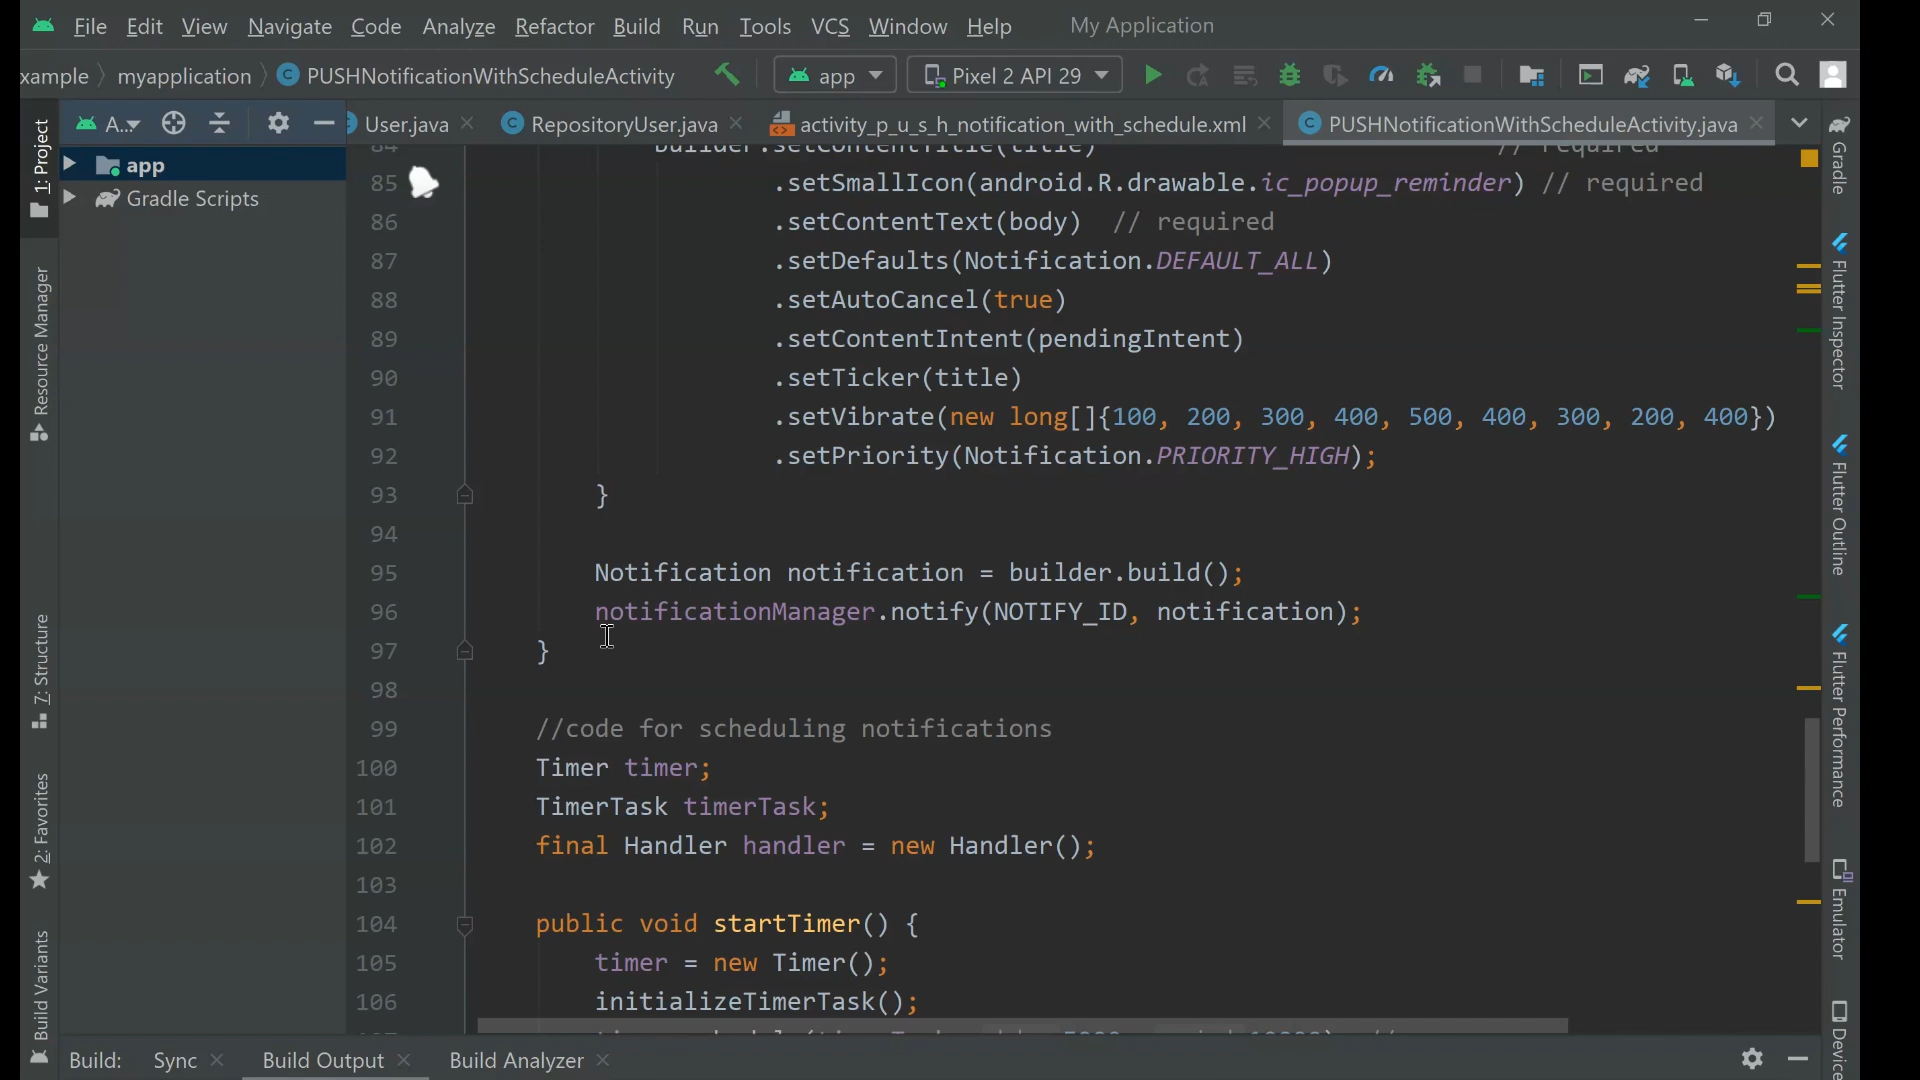 File Edit View Navigate Code Analyze Refactor Build Run Tools VCS Window Help My Application
xample myapplication PUSHNotificationWithScheduleActivity app Pixel 2 API 29
A... User.java RepositoryUser.java activity_p_u_s_h_notification_with_schedule.xml PUSHNotificationWithScheduleActivity.java
app
Gradle Scripts
1: Project
Resource Manager
7: Structure
2: Favorites
Build Variants
84 builder.setContentTitle(title) // required
85 .setSmallIcon(android.R.drawable.ic_popup_reminder) // required
86 .setContentText(body) // required
87 .setDefaults(Notification.DEFAULT_ALL)
88 .setAutoCancel(true)
89 .setContentIntent(pendingIntent)
90 .setTicker(title)
91 .setVibrate(new long[]{100, 200, 300, 400, 500, 400, 300, 200, 400})
92 .setPriority(Notification.PRIORITY_HIGH);
93 }
94
95 Notification notification = builder.build();
96 notificationManager.notify(NOTIFY_ID, notification);
97 }
98
99 //code for scheduling notifications
100 Timer timer;
101 TimerTask timerTask;
102 final Handler handler = new Handler();
103
104 public void startTimer() {
105 timer = new Timer();
106 initializeTimerTask();
Gradle
Flutter Inspector
Flutter Outline
Flutter Performance
Emulator
Device
Build: Sync Build Output Build Analyzer